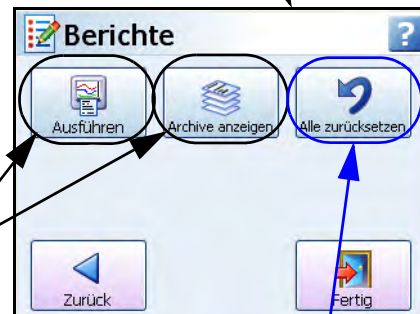 Berichte ?
Ausführen Archive anzeigen Alle zurücksetzen
Zurück Fertig